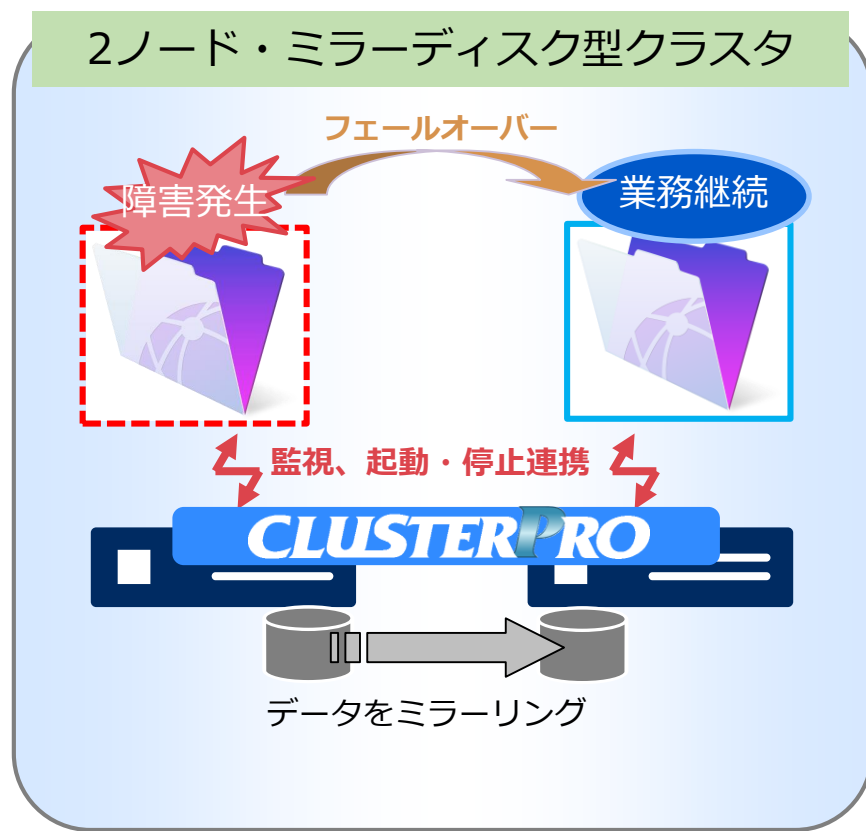 2ノード・ミラーディスク型クラスタ
フェールオーバー
障害発生
業務継続
監視、起動・停止連携
CLUSTERPRO
データをミラーリング